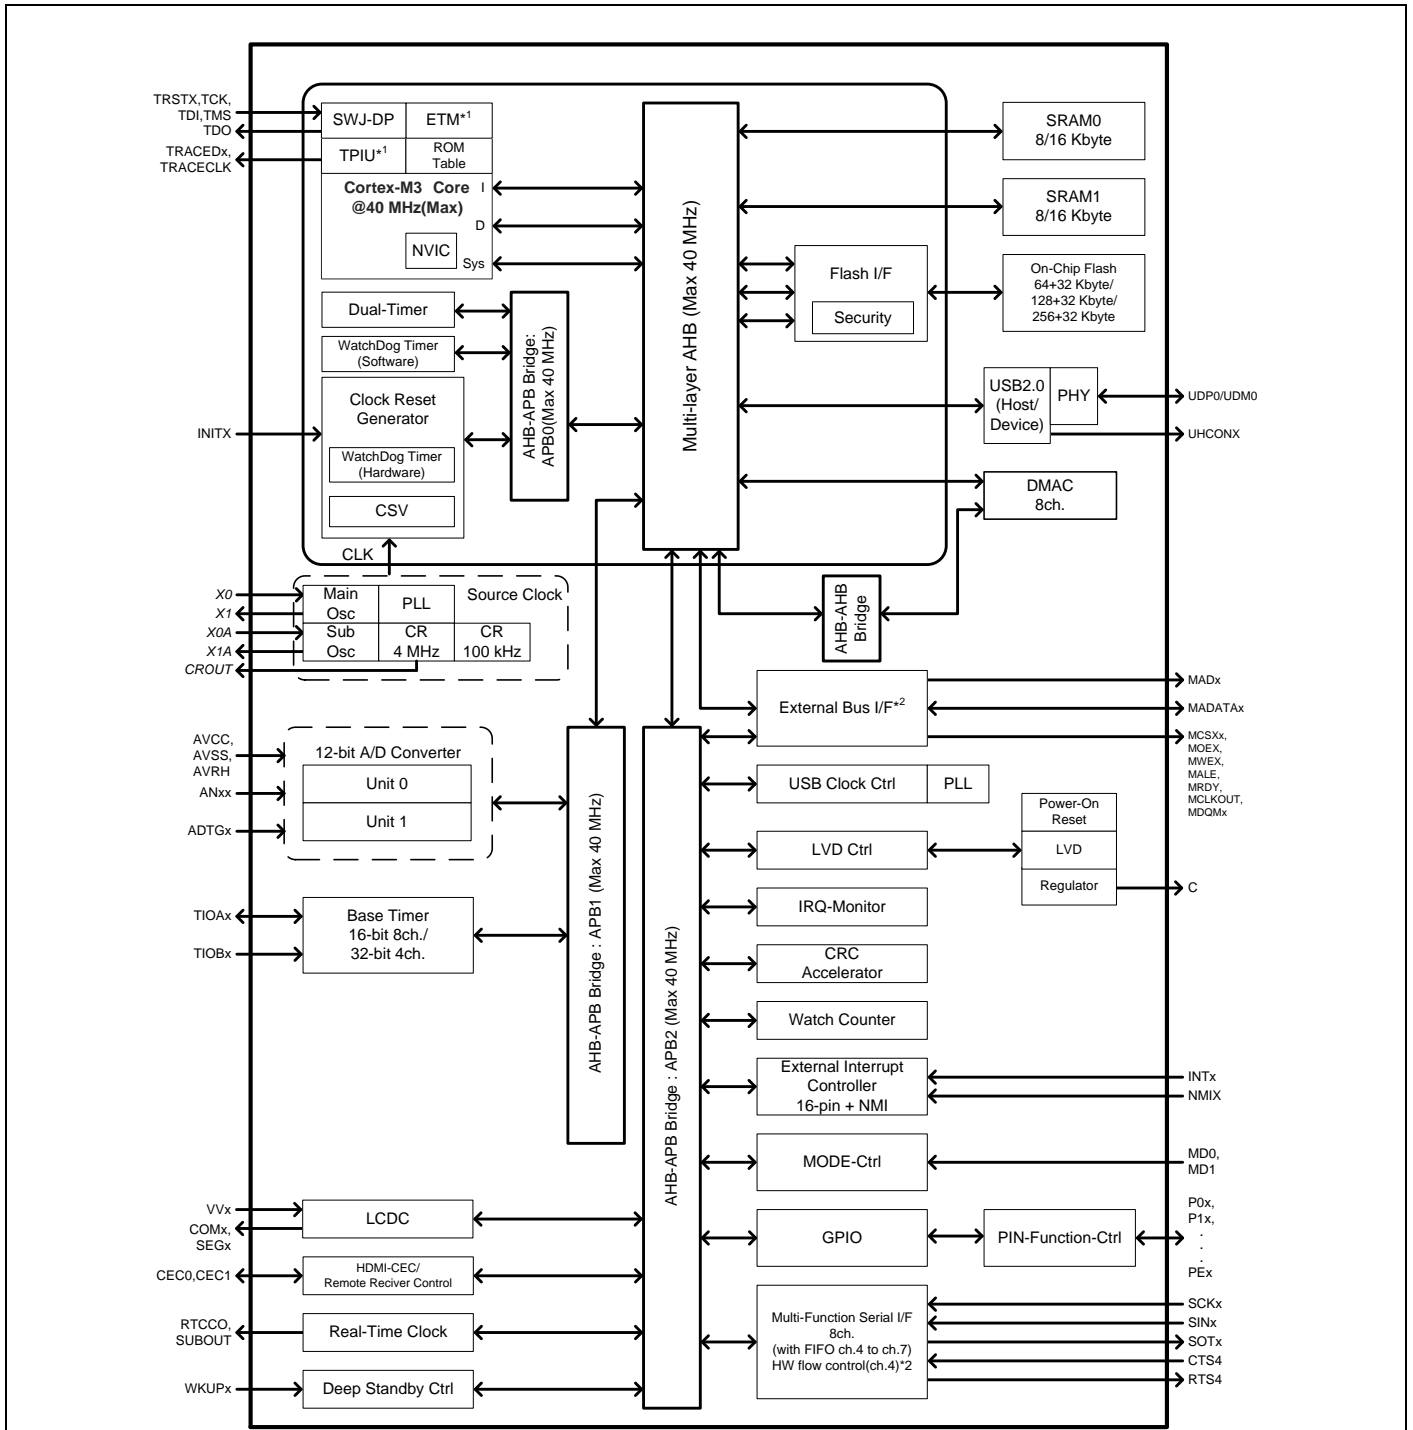 TRSTX,TCK,
TDI,TMS
TDO
TRACEDx,
TRACECLK
SWJ-DP
ETM*1
TPIU*1
ROM
Table
Cortex-M3 Core
@40 MHz(Max)
I
D
Sys
NVIC
Dual-Timer
WatchDog Timer
(Software)
Clock Reset
Generator
WatchDog Timer
(Hardware)
CSV
INITX
CLK
AHB-APB Bridge:
APB0(Max 40 MHz)
Multi-layer AHB (Max 40 MHz)
SRAM0
8/16 Kbyte
SRAM1
8/16 Kbyte
Flash I/F
Security
On-Chip Flash
64+32 Kbyte/
128+32 Kbyte/
256+32 Kbyte
USB2.0
(Host/
Device)
PHY
UDP0/UDM0
UHCONX
DMAC
8ch.
AHB-AHB
Bridge
X0
X1
X0A
X1A
CROUT
Main
Osc
PLL
Source Clock
Sub
Osc
CR
4 MHz
CR
100 kHz
AVCC,
AVSS,
AVRH
ANxx
ADTGx
12-bit A/D Converter
Unit 0
Unit 1
TIOAx
TIOBx
Base Timer
16-bit 8ch./
32-bit 4ch.
AHB-APB Bridge : APB1 (Max 40 MHz)
AHB-APB Bridge : APB2 (Max 40 MHz)
External Bus I/F*2
MADx
MADATAx
MCSXx,
MOEX,
MWEX,
MALE,
MRDY,
MCLKOUT,
MDQMx
USB Clock Ctrl
PLL
LVD Ctrl
Power-On
Reset
LVD
Regulator
C
IRQ-Monitor
CRC
Accelerator
Watch Counter
External Interrupt
Controller
16-pin + NMI
INTx
NMIX
MODE-Ctrl
MD0,
MD1
GPIO
PIN-Function-Ctrl
P0x,
P1x,
.
.
.
PEx
Multi-Function Serial I/F
8ch.
(with FIFO ch.4 to ch.7)
HW flow control(ch.4)*2
SCKx
SINx
SOTx
CTS4
RTS4
VVx
COMx,
SEGx
LCDC
CEC0,CEC1
HDMI-CEC/
Remote Reciver Control
RTCCO,
SUBOUT
Real-Time Clock
WKUPx
Deep Standby Ctrl